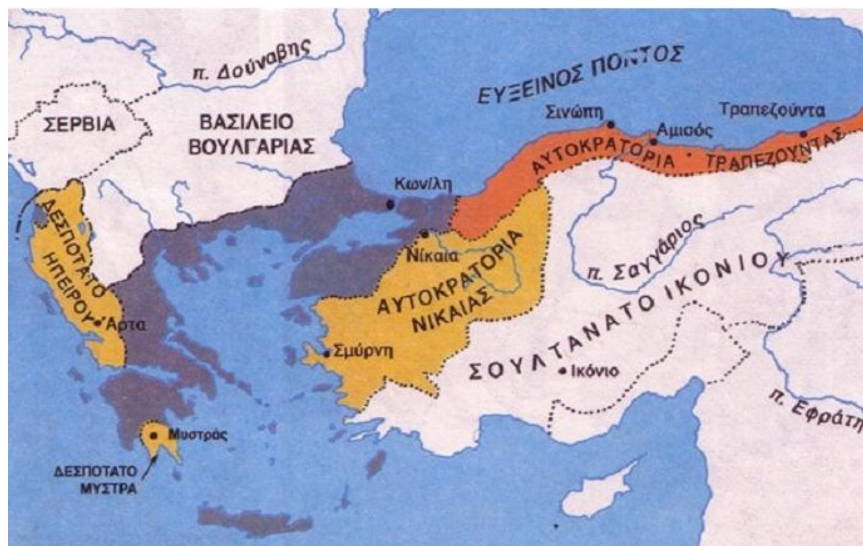 π. Δούναβης
ΕΥΞΕΙΝΟΣ ΠΟΝΤΟΣ
ΣΕΡΒΙΑ
ΒΑΣΙΛΕΙΟ
ΒΟΥΛΓΑΡΙΑΣ
Σινώπη
Αμισός
Τραπεζούντα
ΑΥΤΟΚΡΑΤΟΡΙΑ ΤΡΑΠΕΖΟΥΝΤΑΣ
Κων/λη
ΔΕΣΠΟΤΑΤΟ
ΗΠΕΙΡΟΥ
Άρτα
Νίκαια
ΑΥΤΟΚΡΑΤΟΡΙΑ
ΝΙΚΑΙΑΣ
π. Σαγγάριος
ΣΟΥΛΤΑΝΑΤΟ ΙΚΟΝΙΟΥ
Σμύρνη
Ικόνιο
π. Εφράτη
Μυστράς
ΔΕΣΠΟΤΑΤΟ
ΜΥΣΤΡΑ